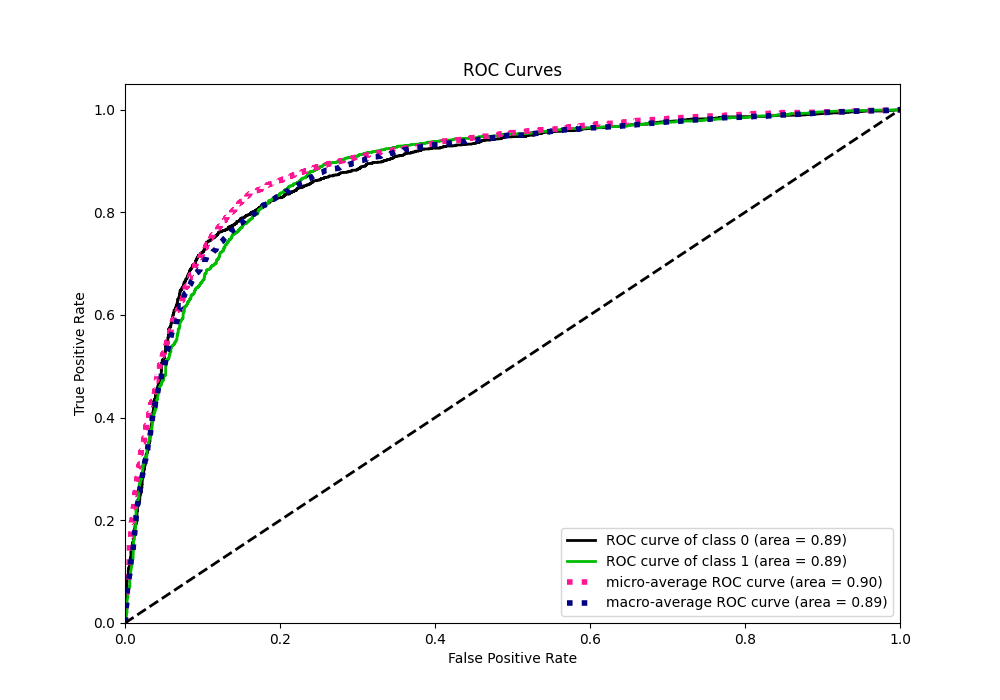 ROC Curves
1.0
0.8
0.6
0.4
0.2
0.0
True Positive Rate
0.0 0.2 0.4 0.6 0.8 1.0
False Positive Rate
ROC curve of class 0 (area = 0.89)
ROC curve of class 1 (area = 0.89)
micro-average ROC curve (area = 0.90)
macro-average ROC curve (area = 0.89)